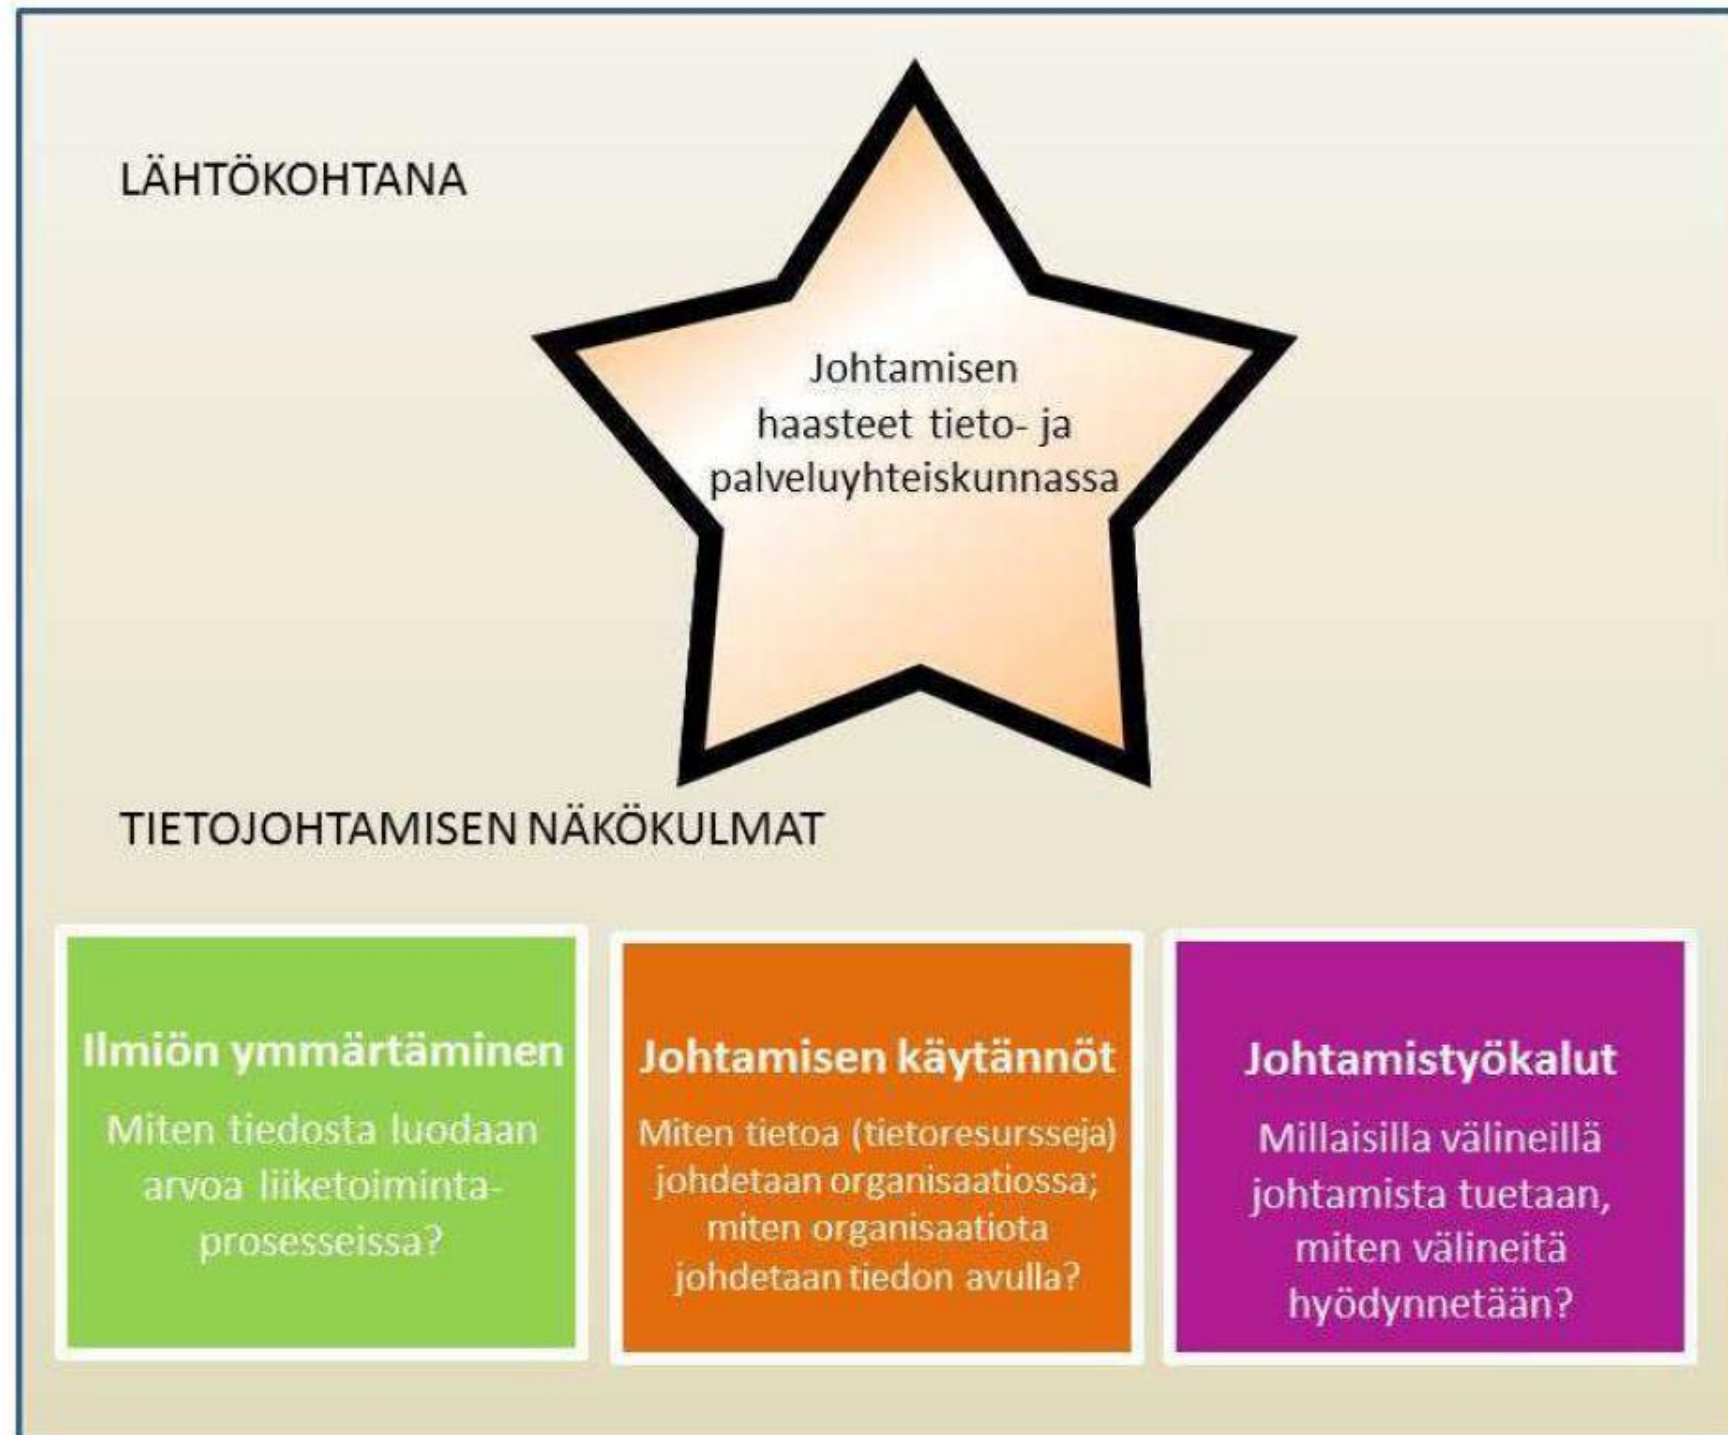 LÄHTÖKOHTANA
Johtamisen
haasteet tieto- ja
palveluyhteiskunnassa
TIETOJOHTAMISEN NÄKÖKULMAT
Ilmiön ymmärtäminen
Miten tiedosta luodaan
arvoa liiketoiminta-
prosesseissa?
Johtamisen käytännöt
Miten tietoa (tietoresursseja)
johdetaan organisaatiossa;
miten organisaatiota
johdetaan tiedon avulla?
Johtamistyökalut
Millaisilla välineillä
johtamista tuetaan,
miten välineitä
hyödynnetään?